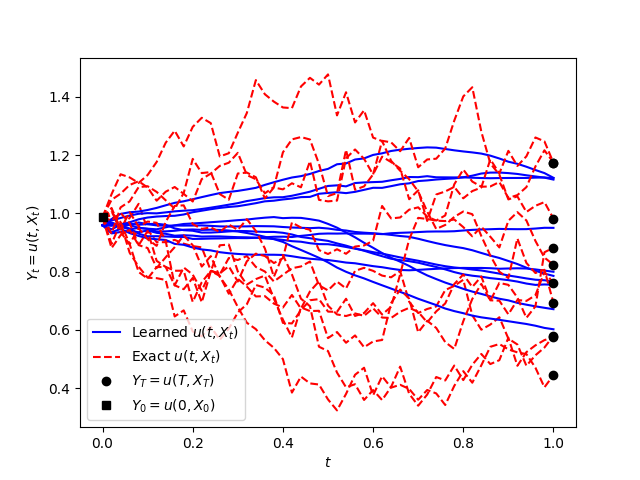 1.4
1.2
1.0
0.8
0.6
0.4
Y_t = u(t, X_t)
Learned u(t, X_t)
Exact u(t, X_t)
Y_T = u(T, X_T)
Y_0 = u(0, X_0)
0.0 0.2 0.4 0.6 0.8 1.0
t